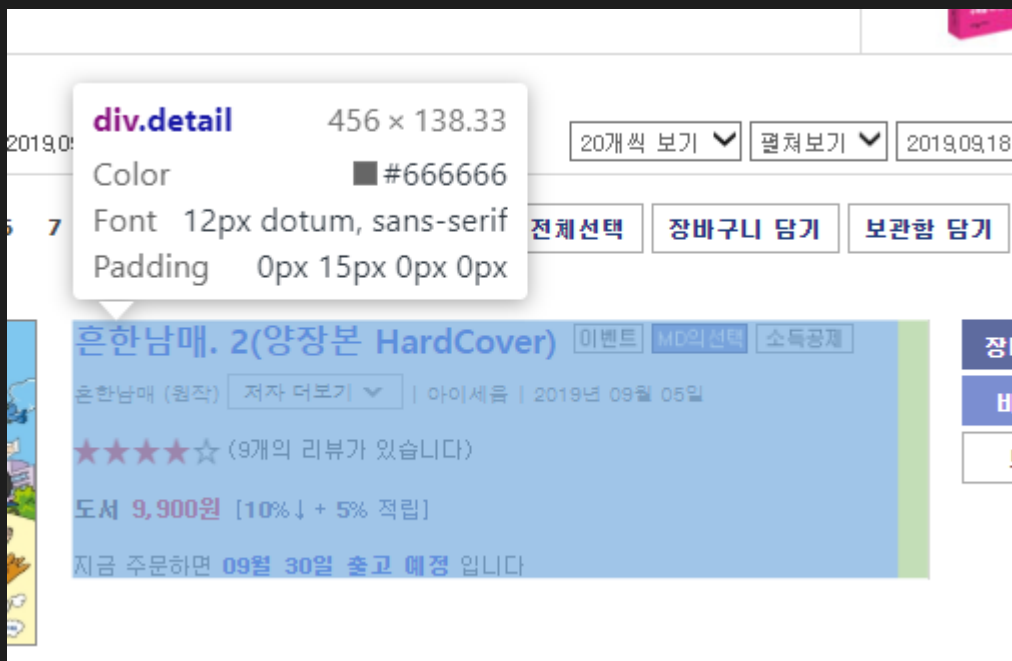 div.detail 456 × 138.33
Color #666666
Font 12px dotum, sans-serif
Padding 0px 15px 0px 0px
20개씩 보기 펼쳐보기 2019,09,18
7 전체선택 장바구니 담기 보관함 담기
흔한남매. 2(양장본 HardCover) 이벤트 MD의선택 소득공제
흔한남매 (원작) 저자 더보기 | 아이세움 | 2019년 09월 05일
★★★★☆ (9개의 리뷰가 있습니다)
도서 9,900원 [10%↓ + 5% 적립]
지금 주문하면 09월 30일 출고 예정 입니다